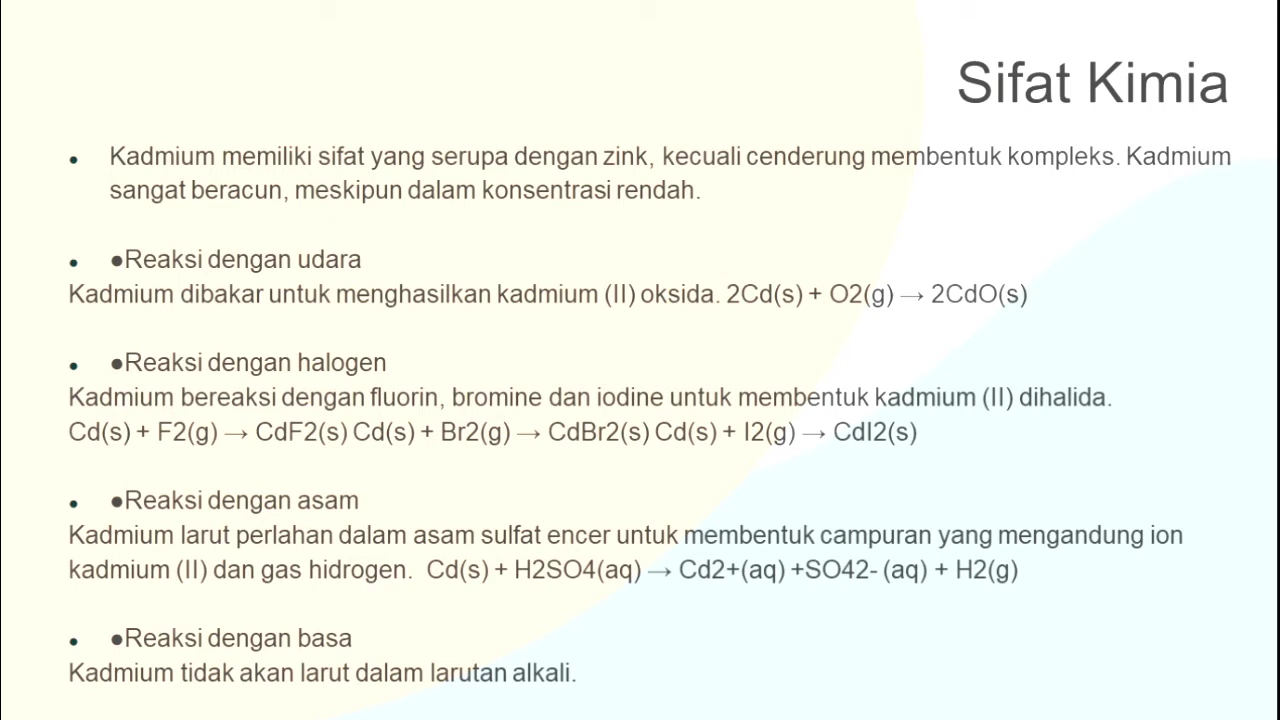 Sifat Kimia
• Kadmium memiliki sifat yang serupa dengan zink, kecuali cenderung membentuk kompleks. Kadmium
sangat beracun, meskipun dalam konsentrasi rendah.
• ●Reaksi dengan udara
Kadmium dibakar untuk menghasilkan kadmium (II) oksida. 2Cd(s) + O2(g) → 2CdO(s)
• ●Reaksi dengan halogen
Kadmium bereaksi dengan fluorin, bromine dan iodine untuk membentuk kadmium (II) dihalida.
Cd(s) + F2(g) → CdF2(s) Cd(s) + Br2(g) → CdBr2(s) Cd(s) + I2(g) → CdI2(s)
• ●Reaksi dengan asam
Kadmium larut perlahan dalam asam sulfat encer untuk membentuk campuran yang mengandung ion
kadmium (II) dan gas hidrogen. Cd(s) + H2SO4(aq) → Cd2+(aq) +SO42- (aq) + H2(g)
• ●Reaksi dengan basa
Kadmium tidak akan larut dalam larutan alkali.